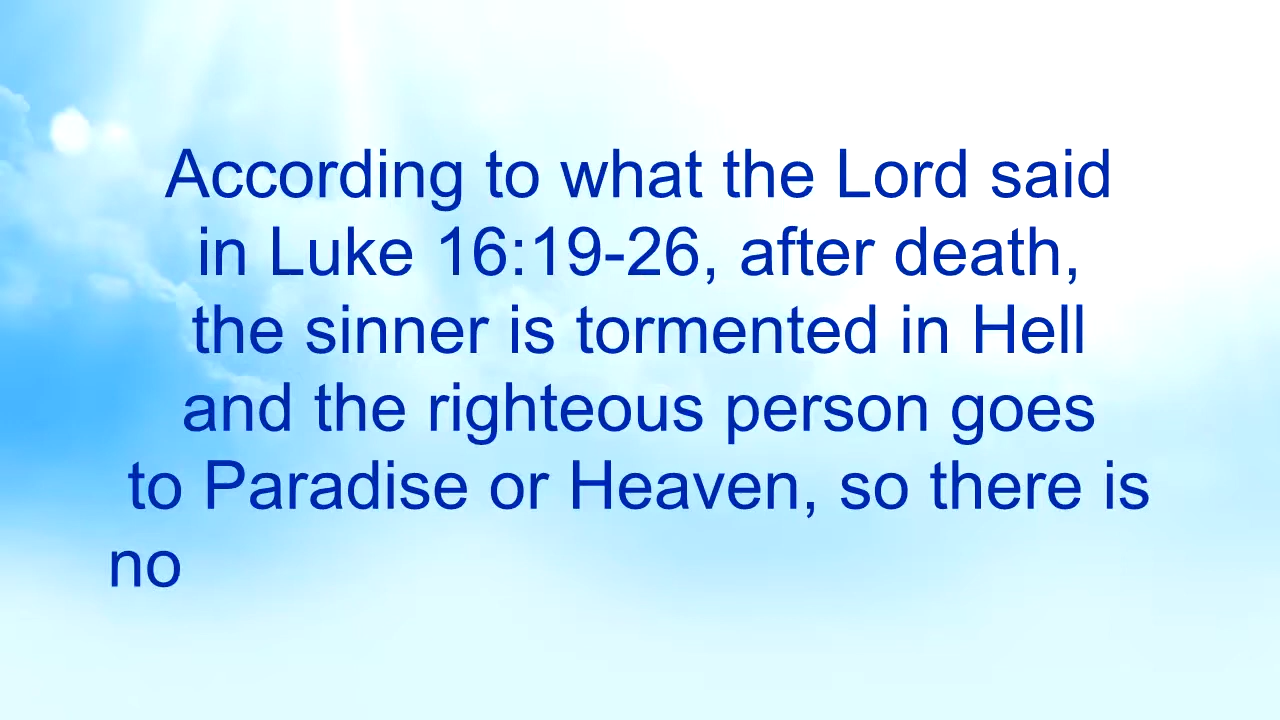 According to what the Lord said
in Luke 16:19-26, after death,
the sinner is tormented in Hell
and the righteous person goes
to Paradise or Heaven, so there is
no